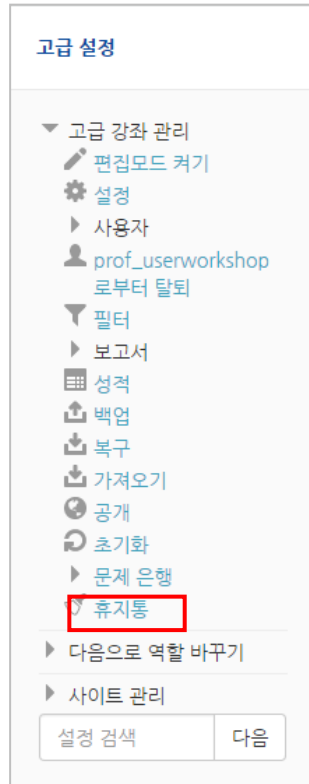 고급 설정
고급 강좌 관리
편집모드 켜기
설정
사용자
prof_userworkshop
로부터 탈퇴
필터
보고서
성적
백업
복구
가져오기
공개
초기화
문제 은행
휴지통
다음으로 역할 바꾸기
사이트 관리
설정 검색 다음